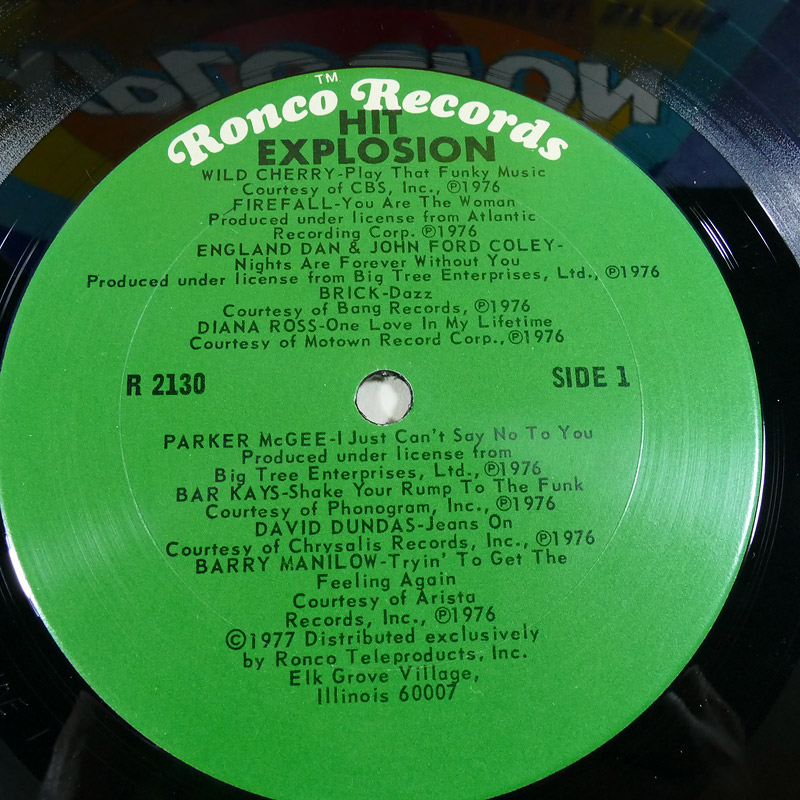 Ronco Records™
HIT
EXPLOSION
WILD CHERRY-Play That Funky Music
Courtesy of CBS, Inc., ℗1976
FIREFALL-You Are The Woman
Produced under license from Atlantic
Recording Corp. ℗1976
ENGLAND DAN & JOHN FORD COLEY-
Nights Are Forever Without You
Produced under license from Big Tree Enterprises, Ltd., ℗1976
BRICK-Dazz
Courtesy of Bang Records, ℗1976
DIANA ROSS-One Love In My Lifetime
Courtesy of Motown Record Corp., ℗1976
R 2130
SIDE 1
PARKER McGEE-I Just Can't Say No To You
Produced under license from
Big Tree Enterprises, Ltd., ℗1976
BAR KAYS-Shake Your Rump To The Funk
Courtesy of Phonogram, Inc., ℗1976
DAVID DUNDAS-Jeans On
Courtesy of Chrysalis Records, Inc., ℗1976
BARRY MANILOW-Tryin' To Get The
Feeling Again
Courtesy of Arista
Records, Inc., ℗1976
©1977 Distributed exclusively
by Ronco Teleproducts, Inc.
Elk Grove Village,
Illinois 60007